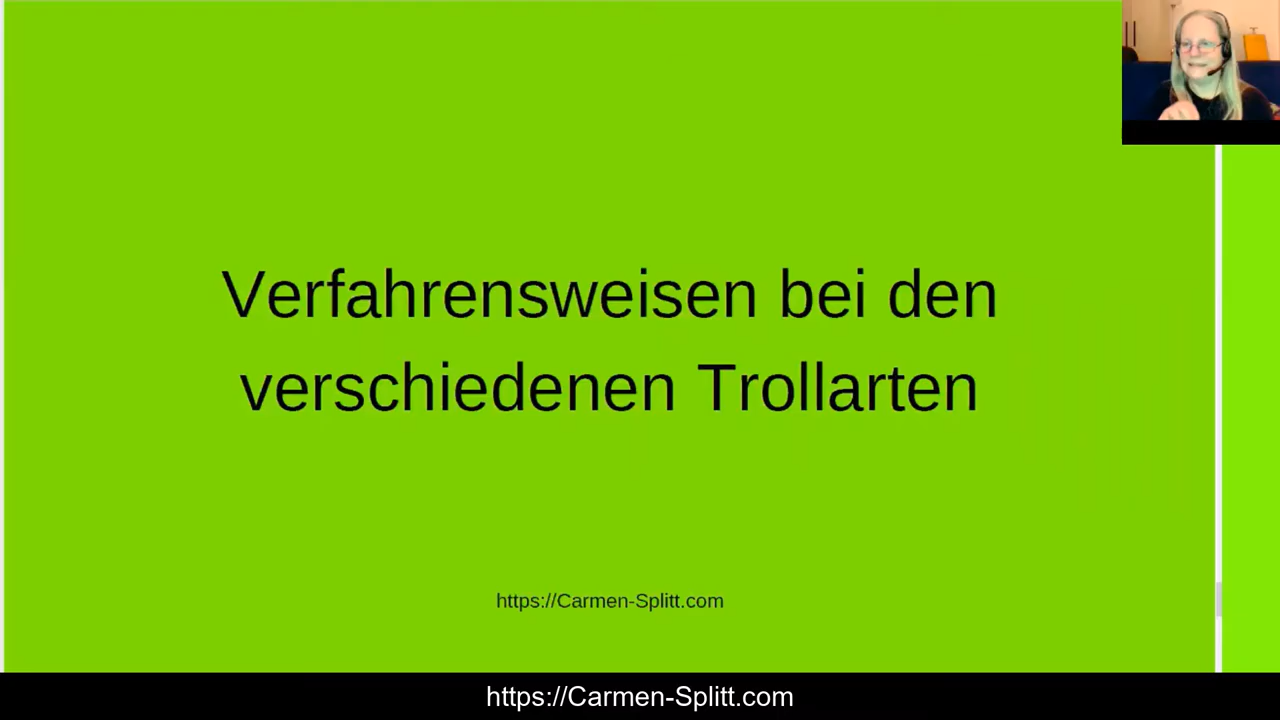 Verfahrensweisen bei den
verschiedenen Trollarten
https://Carmen-Splitt.com
https://Carmen-Splitt.com